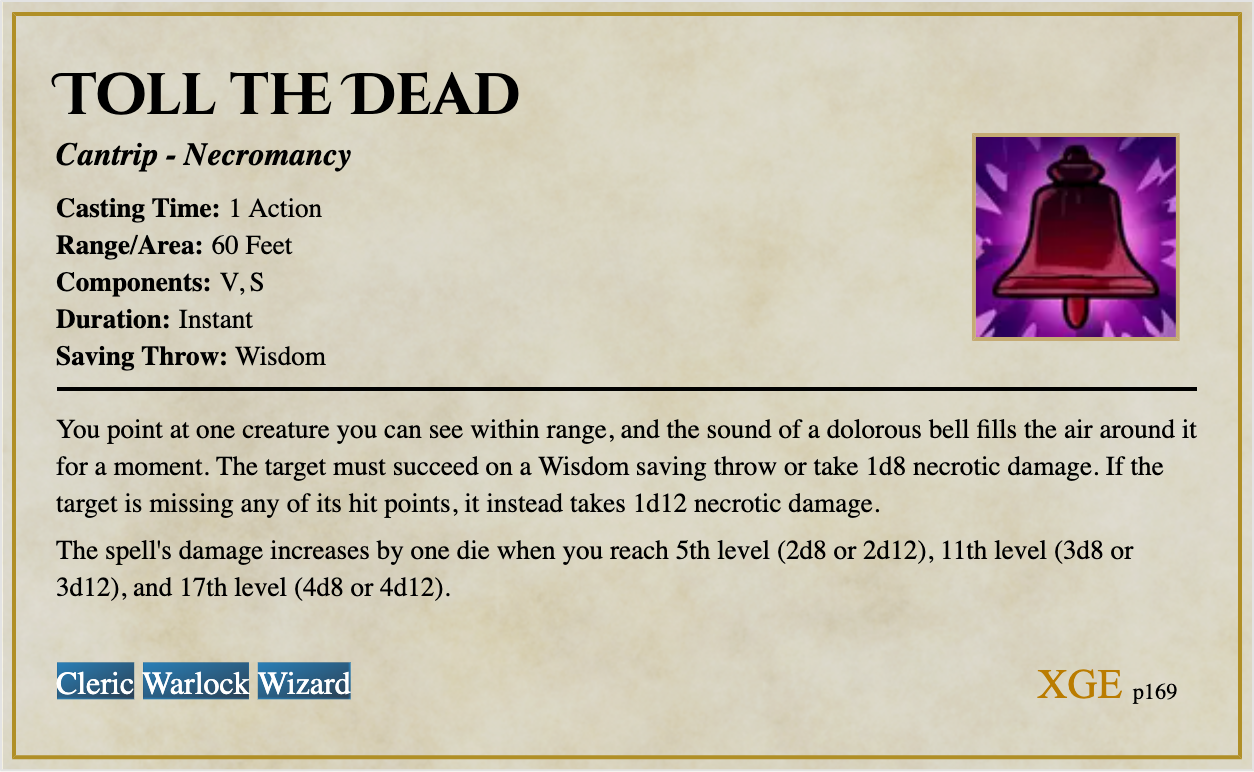 Toll the Dead
Cantrip - Necromancy
Casting Time: 1 Action
Range/Area: 60 Feet
Components: V, S
Duration: Instant
Saving Throw: Wisdom
You point at one creature you can see within range, and the sound of a dolorous bell fills the air around it
for a moment. The target must succeed on a Wisdom saving throw or take 1d8 necrotic damage. If the
target is missing any of its hit points, it instead takes 1d12 necrotic damage.
The spell's damage increases by one die when you reach 5th level (2d8 or 2d12), 11th level (3d8 or
3d12), and 17th level (4d8 or 4d12).
Cleric Warlock Wizard XGE p169